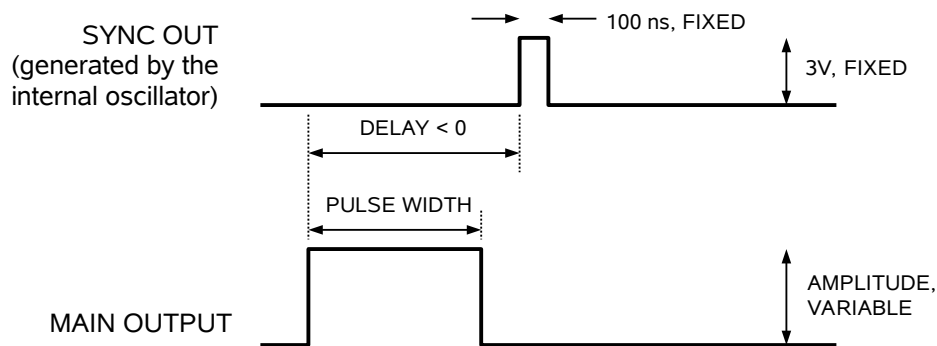 SYNC OUT
(generated by the
internal oscillator)
100 ns, FIXED
3V, FIXED
DELAY < 0
PULSE WIDTH
MAIN OUTPUT
AMPLITUDE,
VARIABLE